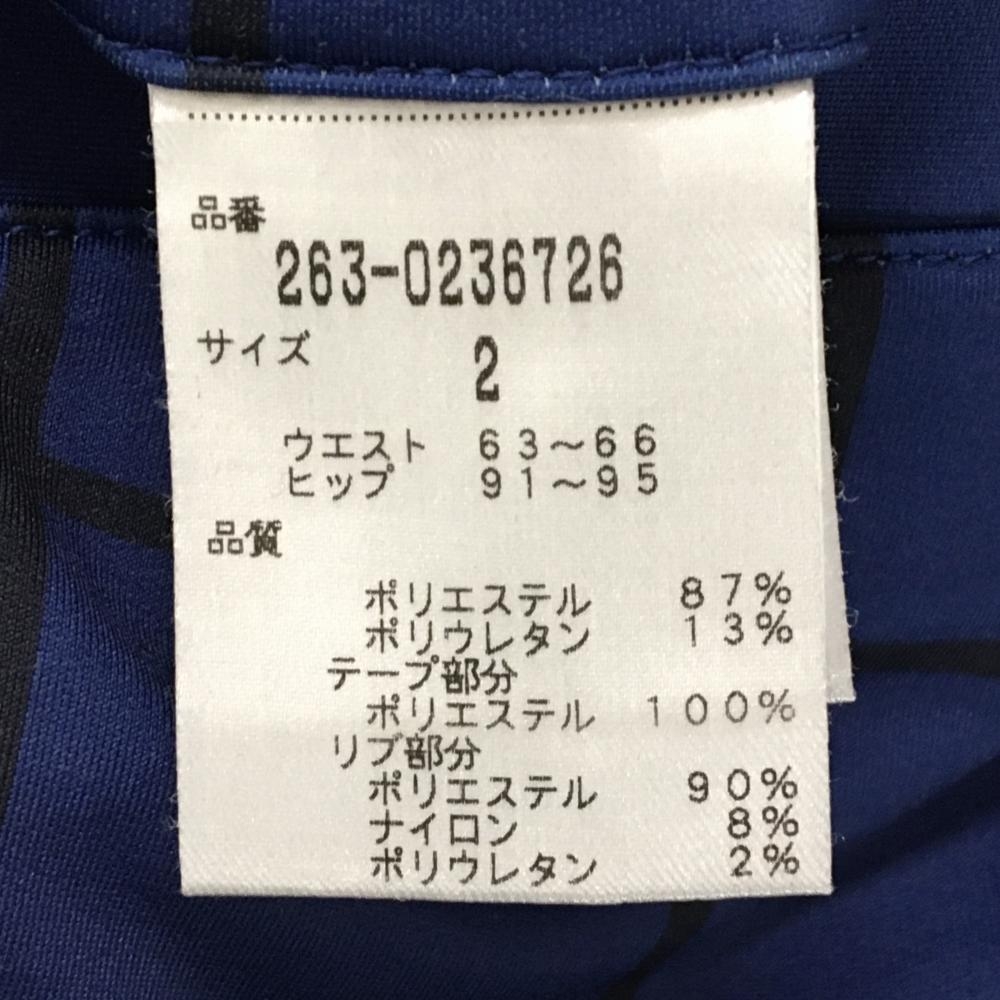 品番
263-0236726
サイズ 2
ウエスト 63~66
ヒップ 91~95
品質
ポリエステル 87%
ポリウレタン 13%
テープ部分
ポリエステル 100%
リブ部分
ポリエステル 90%
ナイロン 8%
ポリウレタン 2%